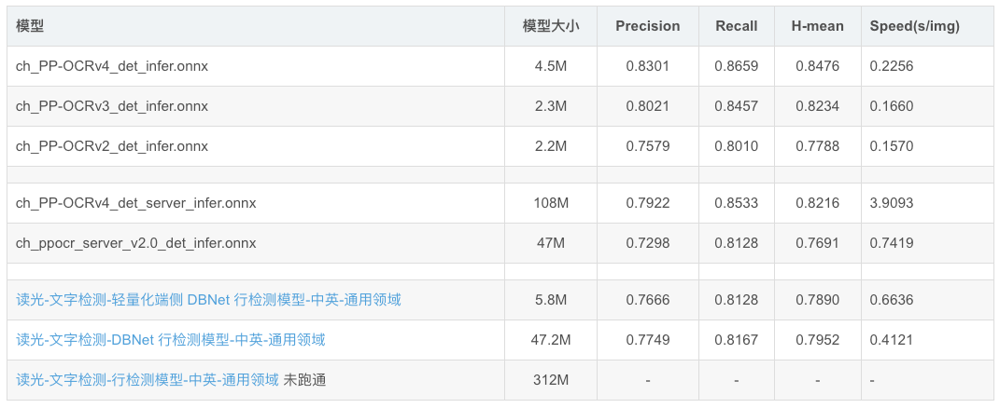 模型 模型大小 Precision Recall H-mean Speed(s/img)
ch_PP-OCRv4_det_infer.onnx 4.5M 0.8301 0.8659 0.8476 0.2256
ch_PP-OCRv3_det_infer.onnx 2.3M 0.8021 0.8457 0.8234 0.1660
ch_PP-OCRv2_det_infer.onnx 2.2M 0.7579 0.8010 0.7788 0.1570
ch_PP-OCRv4_det_server_infer.onnx 108M 0.7922 0.8533 0.8216 3.9093
ch_ppocr_server_v2.0_det_infer.onnx 47M 0.7298 0.8128 0.7691 0.7419
读光-文字检测-轻量化端侧 DBNet 行检测模型-中英-通用领域 5.8M 0.7666 0.8128 0.7890 0.6636
读光-文字检测-DBNet 行检测模型-中英-通用领域 47.2M 0.7749 0.8167 0.7952 0.4121
读光-文字检测-行检测模型-中英-通用领域 未跑通 312M - - - -